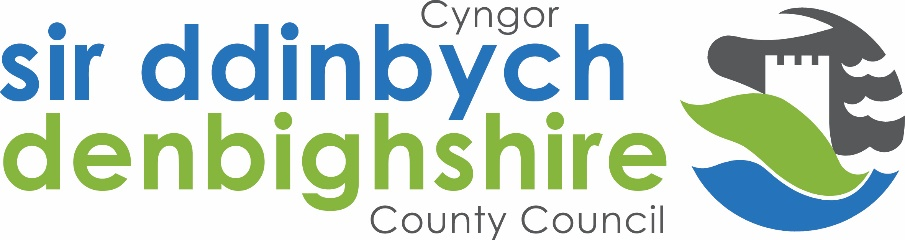 Cyngor
sir ddinbych
denbighshire
County Council